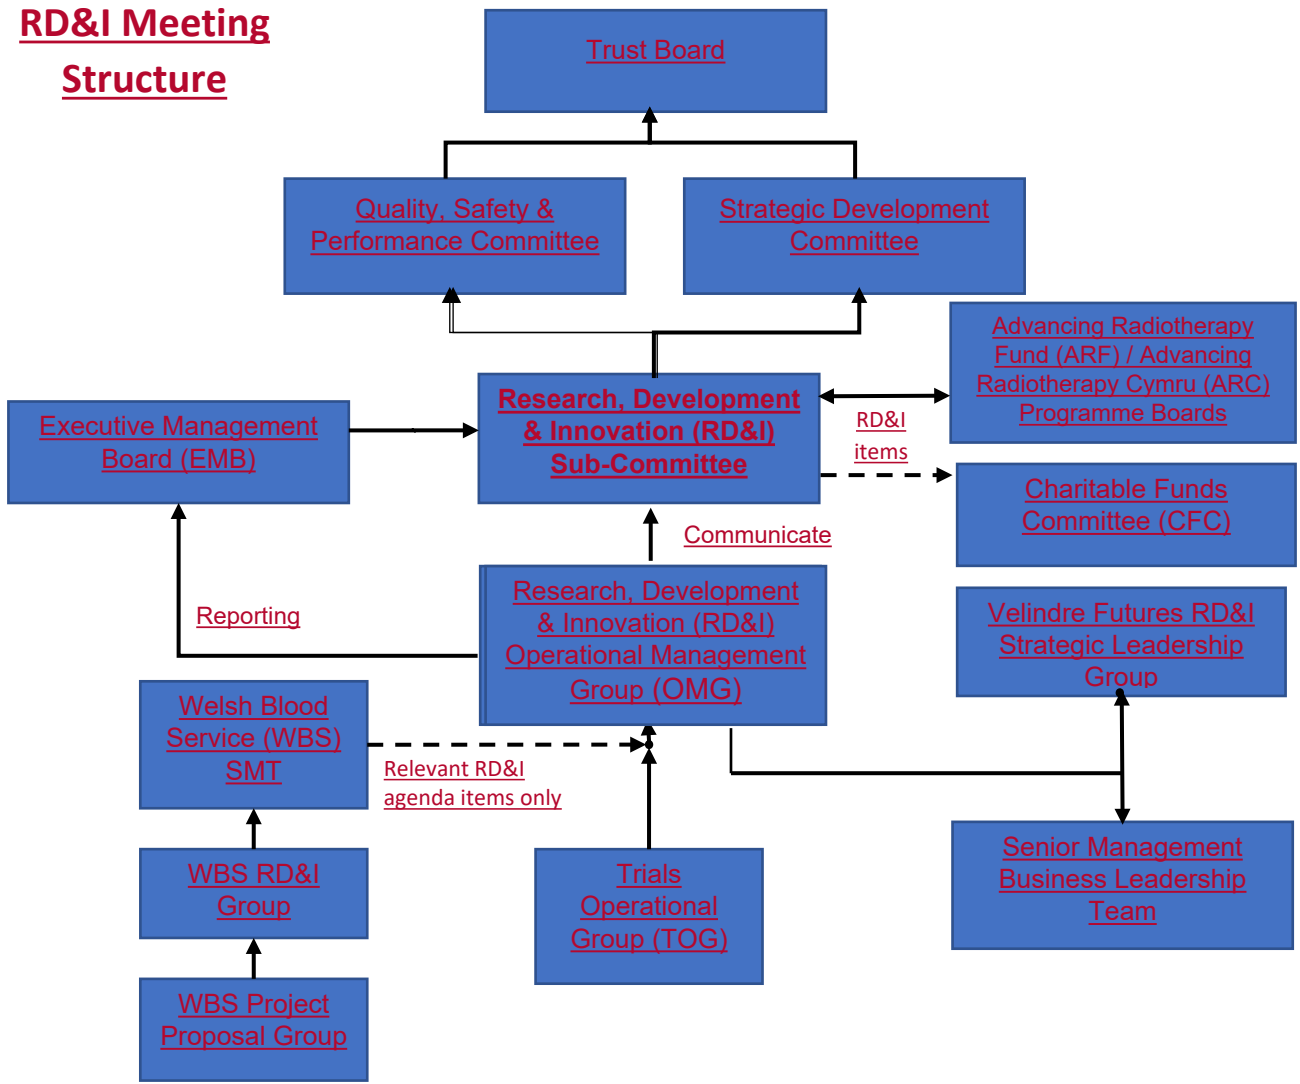 RD&I Meeting
Structure
Trust Board
Quality, Safety &
Performance Committee
Strategic Development
Committee
Advancing Radiotherapy
Fund (ARF) / Advancing
Radiotherapy Cymru (ARC)
Programme Boards
Research, Development
& Innovation (RD&I)
Sub-Committee
Executive Management
Board (EMB)
RD&I
items
Charitable Funds
Committee (CFC)
Communicate
Research, Development
& Innovation (RD&I)
Operational Management
Group (OMG)
Velindre Futures RD&I
Strategic Leadership
Group
Reporting
Welsh Blood
Service (WBS)
SMT
Relevant RD&I
agenda items only
Senior Management
Business Leadership
Team
WBS RD&I
Group
Trials
Operational
Group (TOG)
WBS Project
Proposal Group